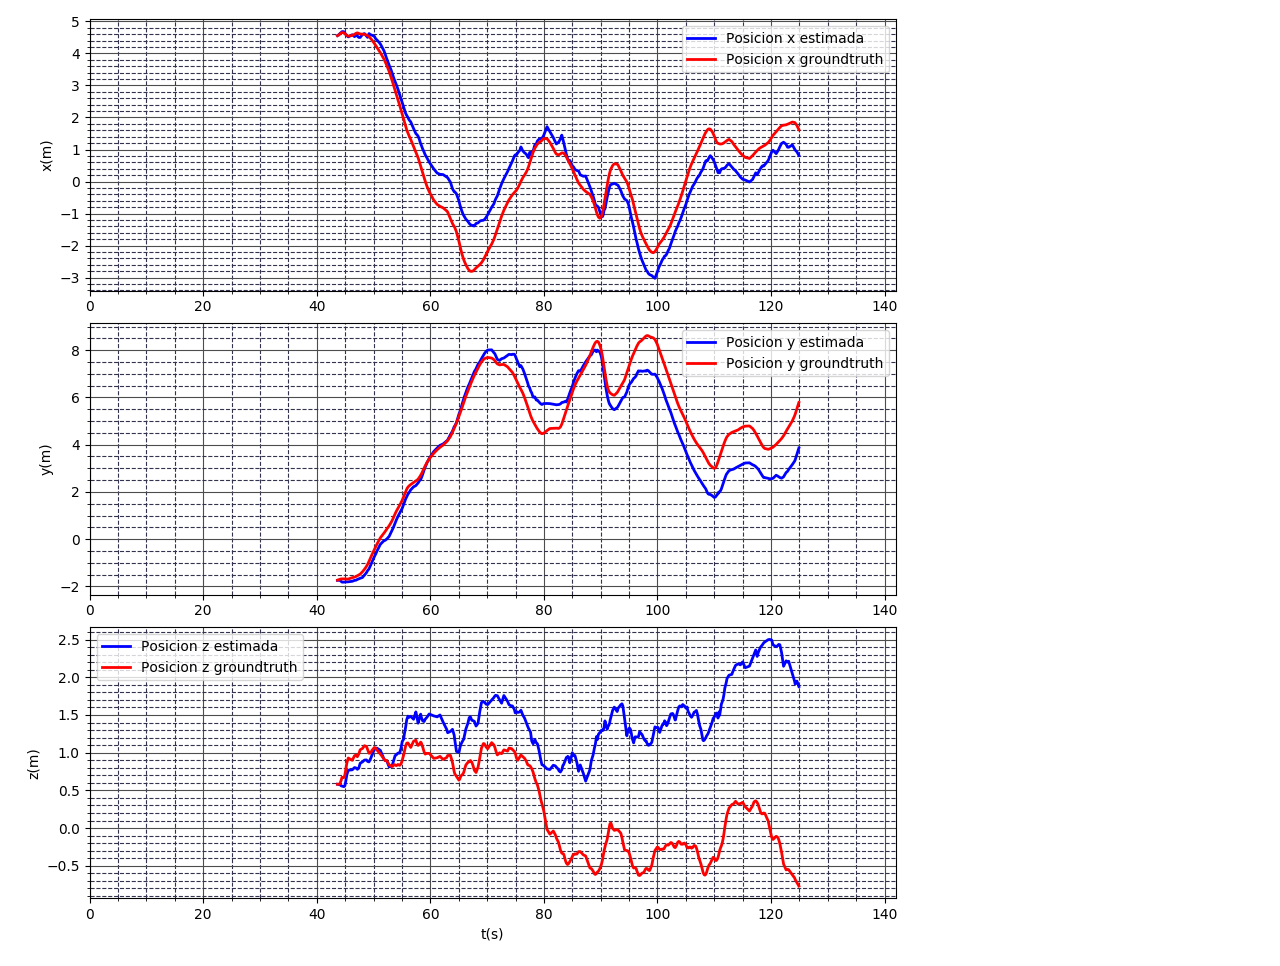 5
4
3
2
1
0
−1
−2
−3
x(m)
Posicion x estimada
Posicion x groundtruth
0 20 40 60 80 100 120 140
8
6
4
2
0
−2
y(m)
Posicion y estimada
Posicion y groundtruth
0 20 40 60 80 100 120 140
2.5
2.0
1.5
1.0
0.5
0.0
−0.5
z(m)
Posicion z estimada
Posicion z groundtruth
0 20 40 60 80 100 120 140
t(s)